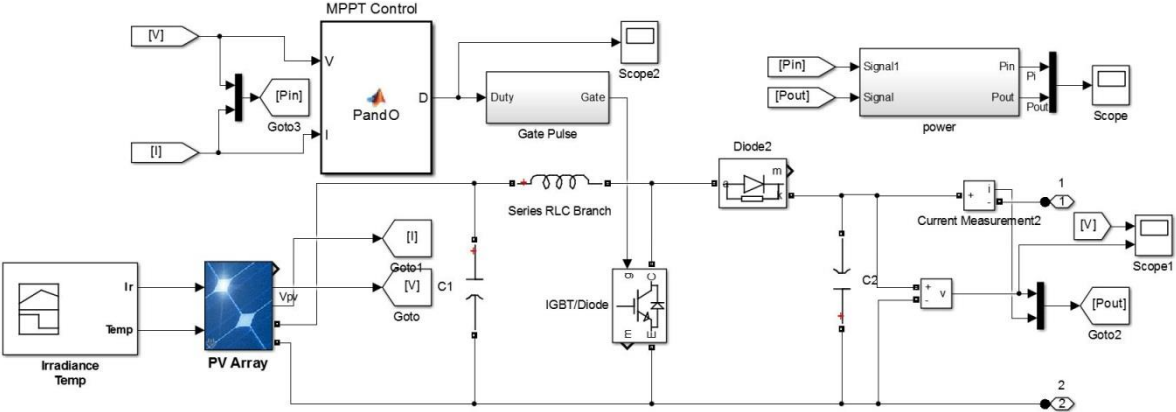 MPPT Control
[V]
[Pin]
Goto3
[I]
V
I
D
PandO
Scope2
Duty
Gate
Gate Pulse
[Pin]
[Pout]
Signal1
Signal
Pin
Pi
Pout
Pout
power
Scope
Series RLC Branch
Diode2
a
m
k
i
+
-
Current Measurement2
1
1
[V]
Scope1
[I]
Goto1
[V]
Goto
Vpv
C1
+
+
g
C
m
E
IGBT/Diode
C2
+
+
-
v
[Pout]
Goto2
Ir
Temp
Irradiance
Temp
PV Array
2
2